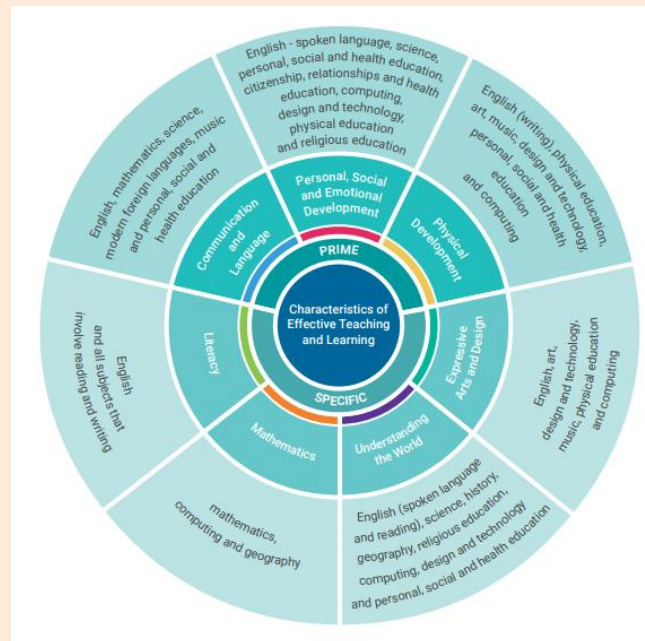 English - spoken language, science,
personal, social and health education,
citizenship, relationships and health
education, computing,
design and technology,
physical education
and religious education
English (writing), physical education,
art, music, design and technology,
personal, social and health
education
and computing
English, art,
design and technology,
music, physical education
and computing
English (spoken language
and reading), science, history,
geography, religious education,
computing, design and technology
and personal, social and health education
mathematics,
computing and geography
English
and all subjects that
involve reading and writing
English, mathematics, science,
modern foreign languages, music
and personal, social and
health education
Personal, Social
and Emotional
Development
Physical
Development
Expressive
Arts and Design
Understanding
the World
Mathematics
Literacy
Communication
and
Language
PRIME
Characteristics of
Effective Teaching
and Learning
SPECIFIC